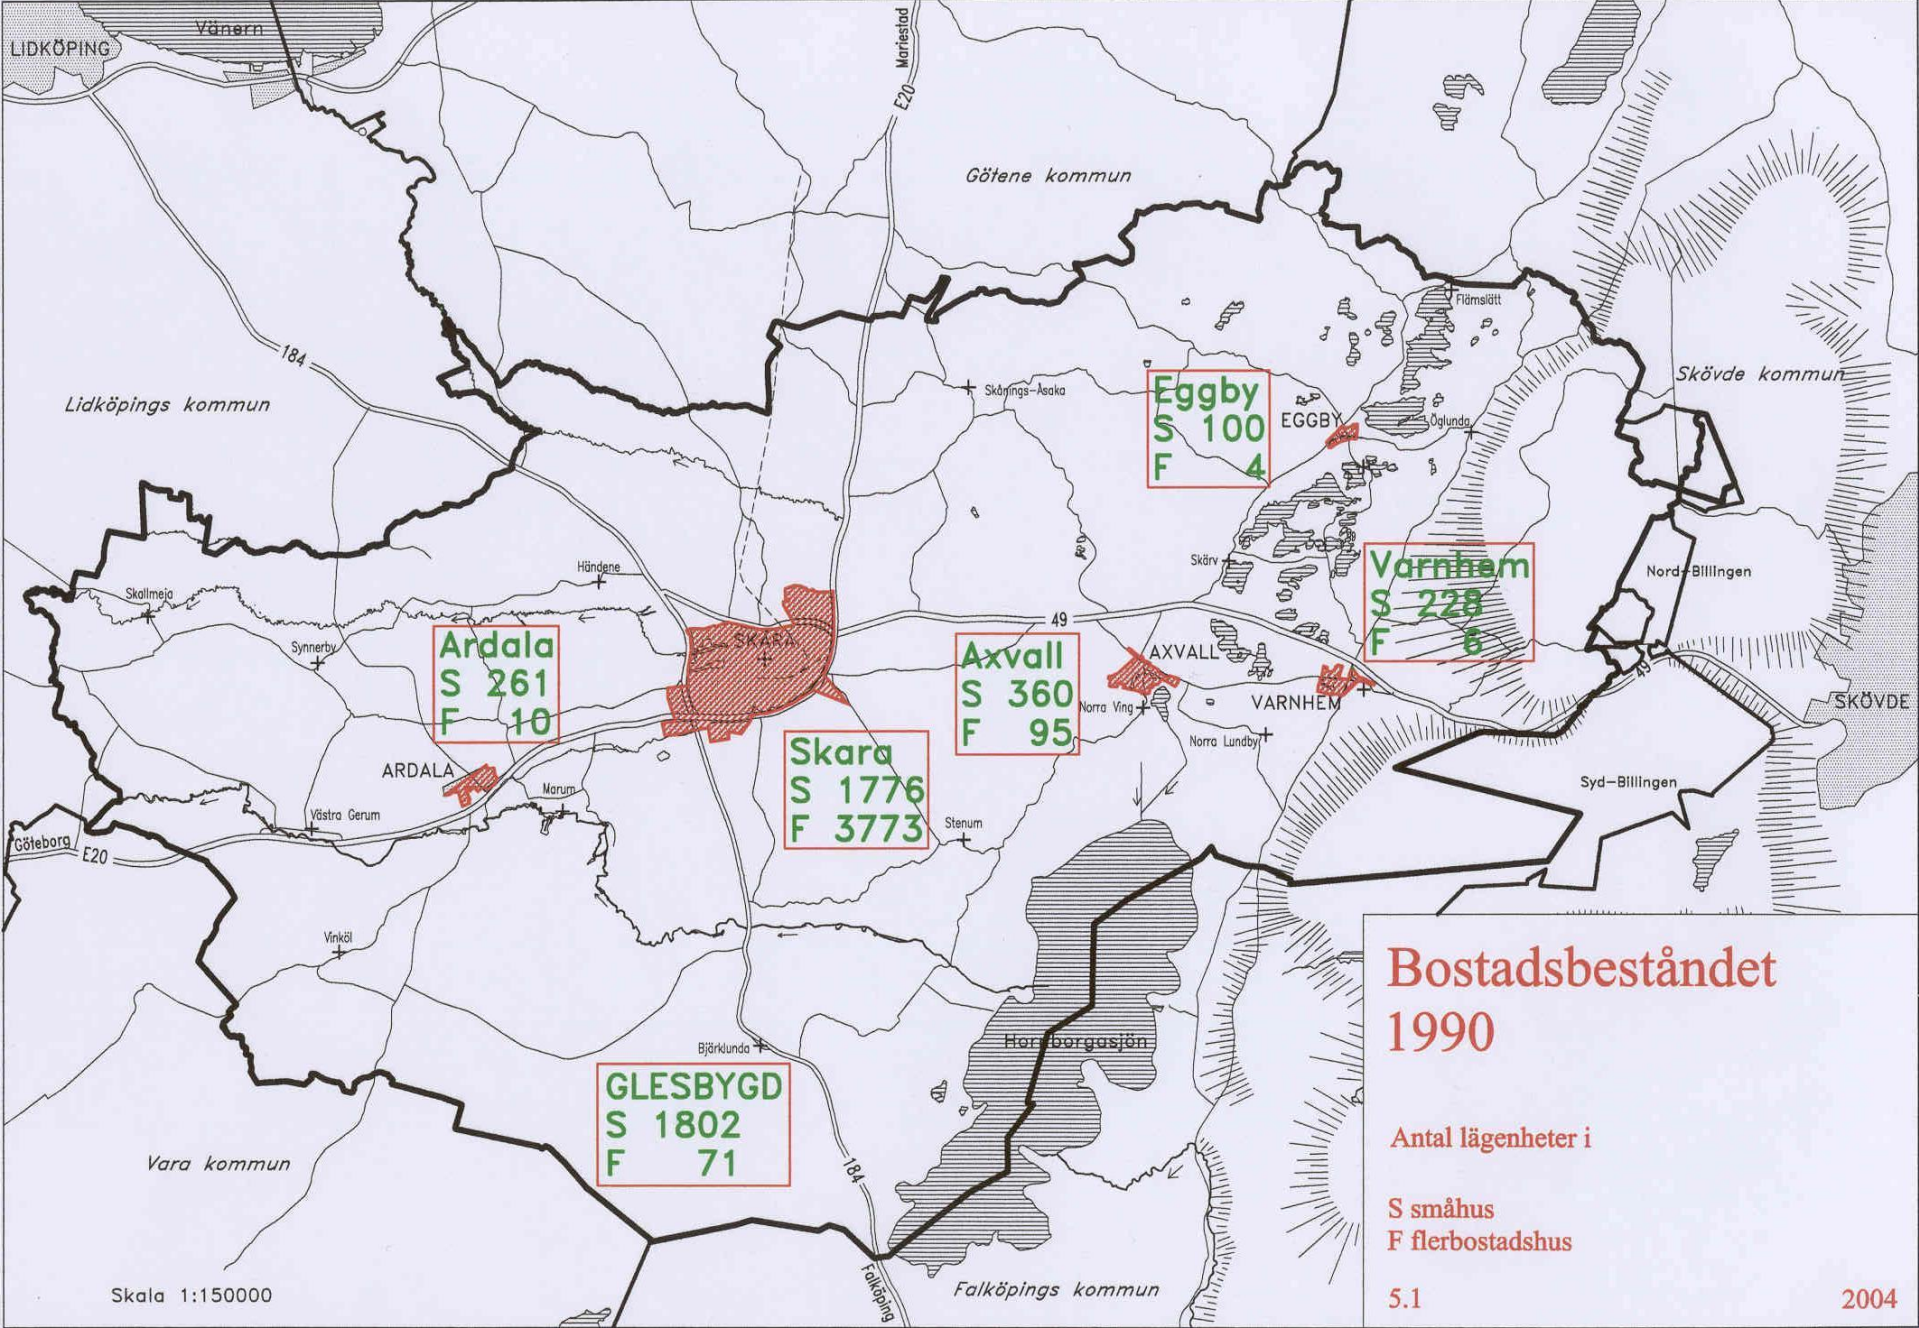 Vänern
LIDKÖPING
Mariestad
E20
Götene kommun
Flämslätt
184
Skövde kommun
Lidköpings kommun
Skånings-Åsaka
Eggby
S 100
F 4
EGGBY
Öglunda
Skärv
Varnhem
S 228
F 6
Nord-Billingen
Händene
Skallmeja
Synnerby
Ardala
S 261
F 10
SKARA
49
Axvall
S 360
F 95
AXVALL
Norra Ving
VARNHEM
Norra Lundby
49
SKÖVDE
Skara
S 1776
F 3773
ARDALA
Marum
Västra Gerum
Stenum
Syd-Billingen
Göteborg
E20
Vinköl
Hornborgasjön
Björklunda
GLESBYGD
S 1802
F 71
Vara kommun
184
Falköping
Falköpings kommun
Skala 1:150000
Bostadsbeståndet
1990
Antal lägenheter i
S småhus
F flerbostadshus
5.1
2004